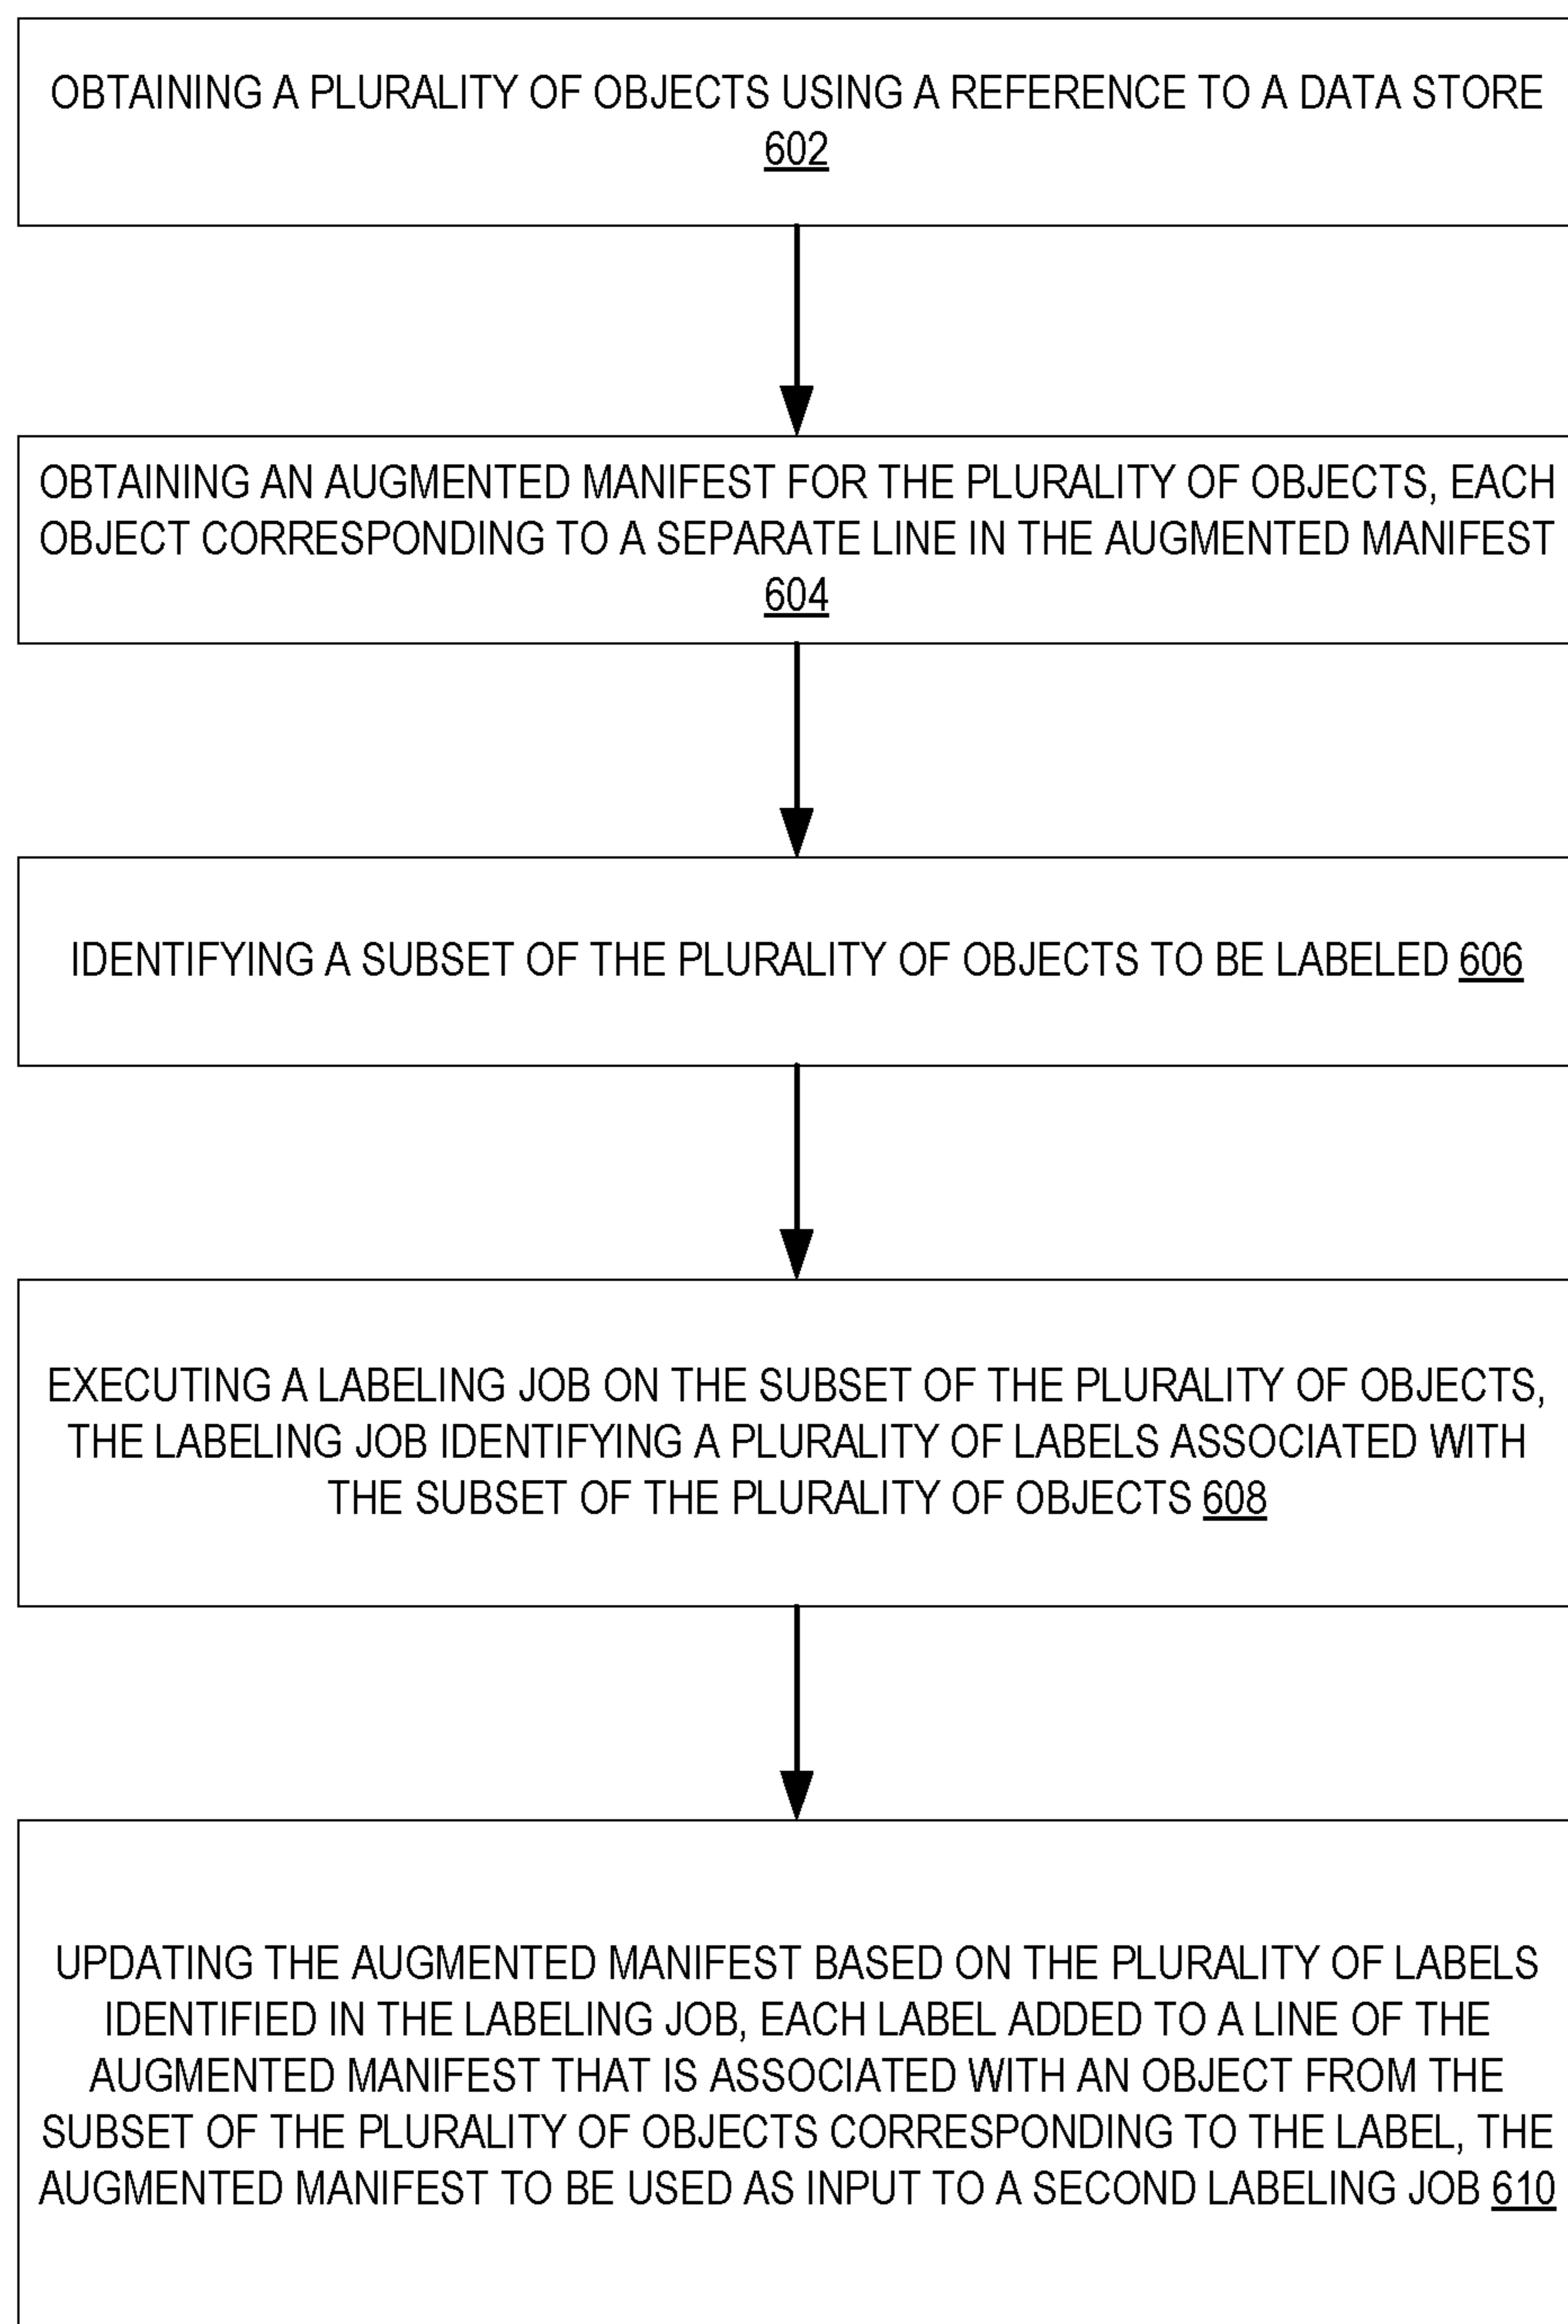 OBTAINING A PLURALITY OF OBJECTS USING A REFERENCE TO A DATA STORE
602
OBTAINING AN AUGMENTED MANIFEST FOR THE PLURALITY OF OBJECTS, EACH
OBJECT CORRESPONDING TO A SEPARATE LINE IN THE AUGMENTED MANIFEST
604
IDENTIFYING A SUBSET OF THE PLURALITY OF OBJECTS TO BE LABELED 606
EXECUTING A LABELING JOB ON THE SUBSET OF THE PLURALITY OF OBJECTS,
THE LABELING JOB IDENTIFYING A PLURALITY OF LABELS ASSOCIATED WITH
THE SUBSET OF THE PLURALITY OF OBJECTS 608
UPDATING THE AUGMENTED MANIFEST BASED ON THE PLURALITY OF LABELS
IDENTIFIED IN THE LABELING JOB, EACH LABEL ADDED TO A LINE OF THE
AUGMENTED MANIFEST THAT IS ASSOCIATED WITH AN OBJECT FROM THE
SUBSET OF THE PLURALITY OF OBJECTS CORRESPONDING TO THE LABEL, THE
AUGMENTED MANIFEST TO BE USED AS INPUT TO A SECOND LABELING JOB 610